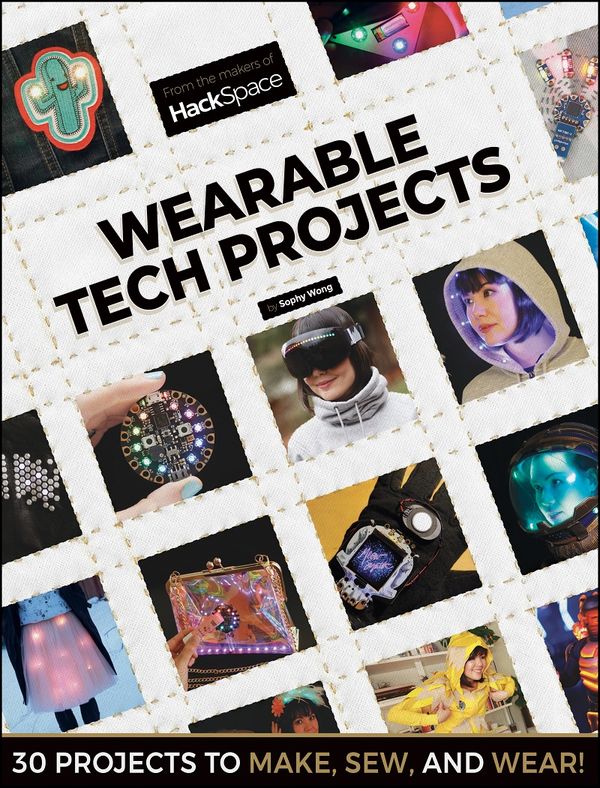 From the makers of
HackSpace
WEARABLE
TECH PROJECTS
by Sophy Wong
30 PROJECTS TO MAKE, SEW, AND WEAR!